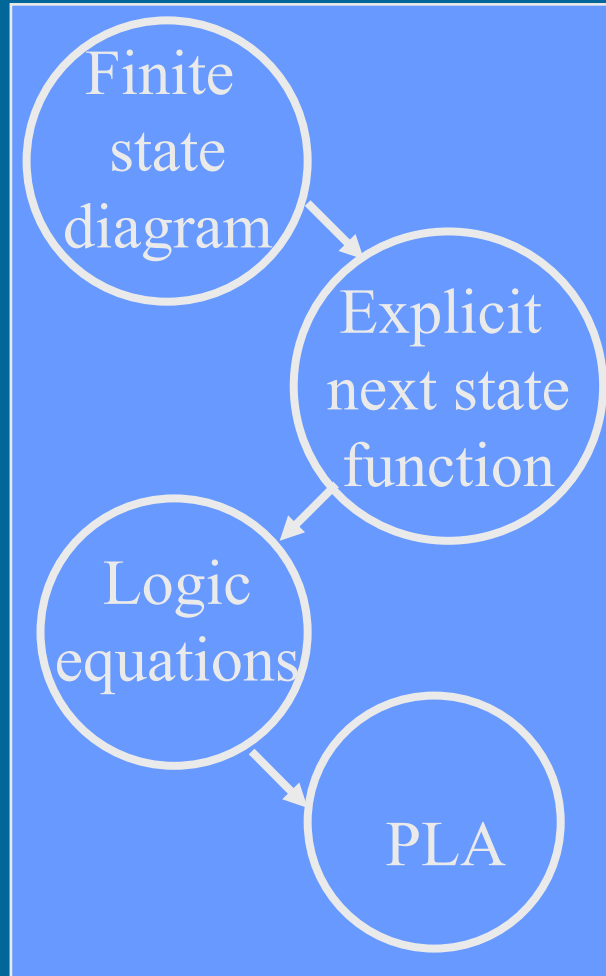 Finite
state
diagram
Explicit
next state
function
Logic
equations
PLA